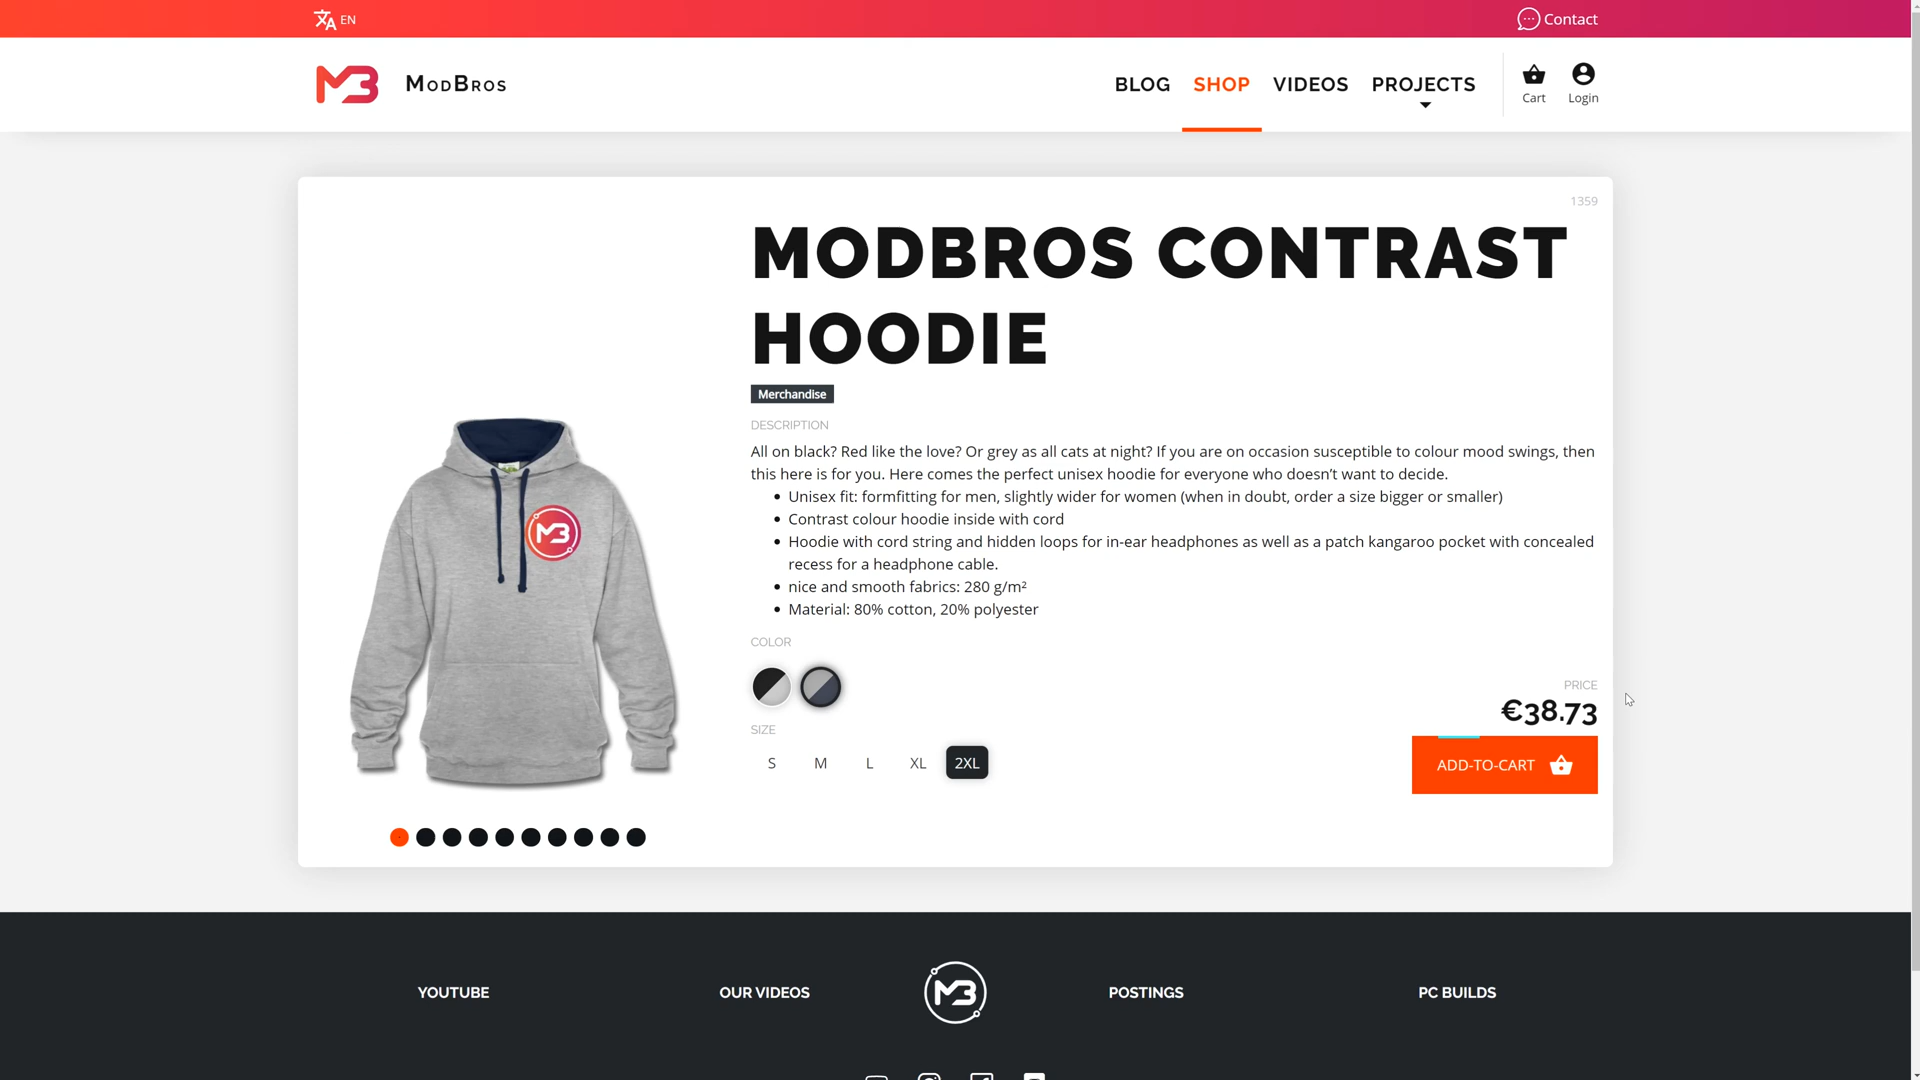 EN
Contact
MODBROS
BLOG
SHOP
VIDEOS
PROJECTS
Cart
Login
1359
MODBROS CONTRAST
HOODIE
Merchandise
DESCRIPTION
All on black? Red like the love? Or grey as all cats at night? If you are on occasion susceptible to colour mood swings, then
this here is for you. Here comes the perfect unisex hoodie for everyone who doesn’t want to decide.
Unisex fit: formfitting for men, slightly wider for women (when in doubt, order a size bigger or smaller)
Contrast colour hoodie inside with cord
Hoodie with cord string and hidden loops for in-ear headphones as well as a patch kangaroo pocket with concealed
recess for a headphone cable.
nice and smooth fabrics: 280 g/m²
Material: 80% cotton, 20% polyester
COLOR
SIZE
S
M
L
XL
2XL
PRICE
€38.73
ADD-TO-CART
YOUTUBE
OUR VIDEOS
POSTINGS
PC BUILDS